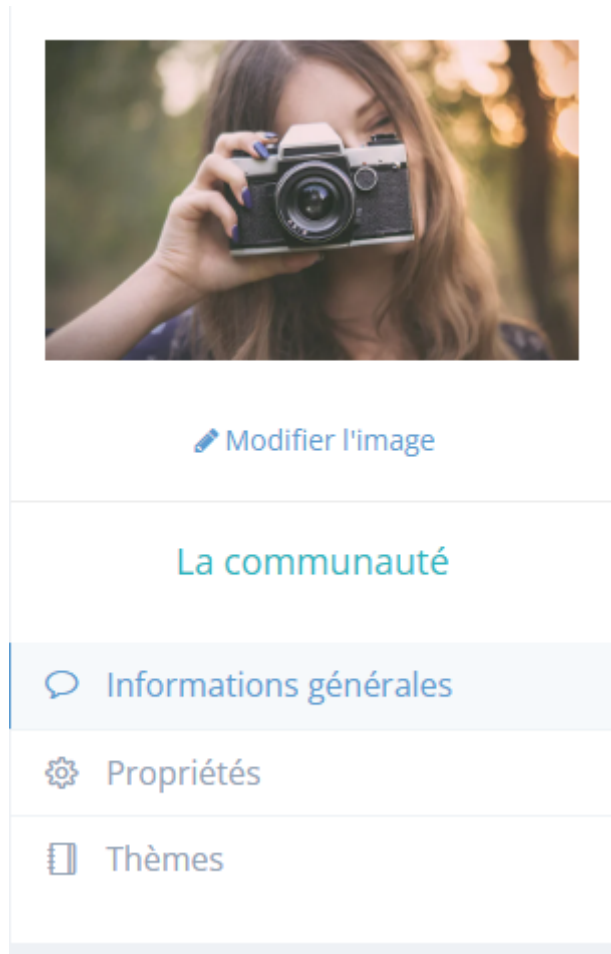 Modifier l'image
La communauté
Informations générales
Propriétés
Thèmes